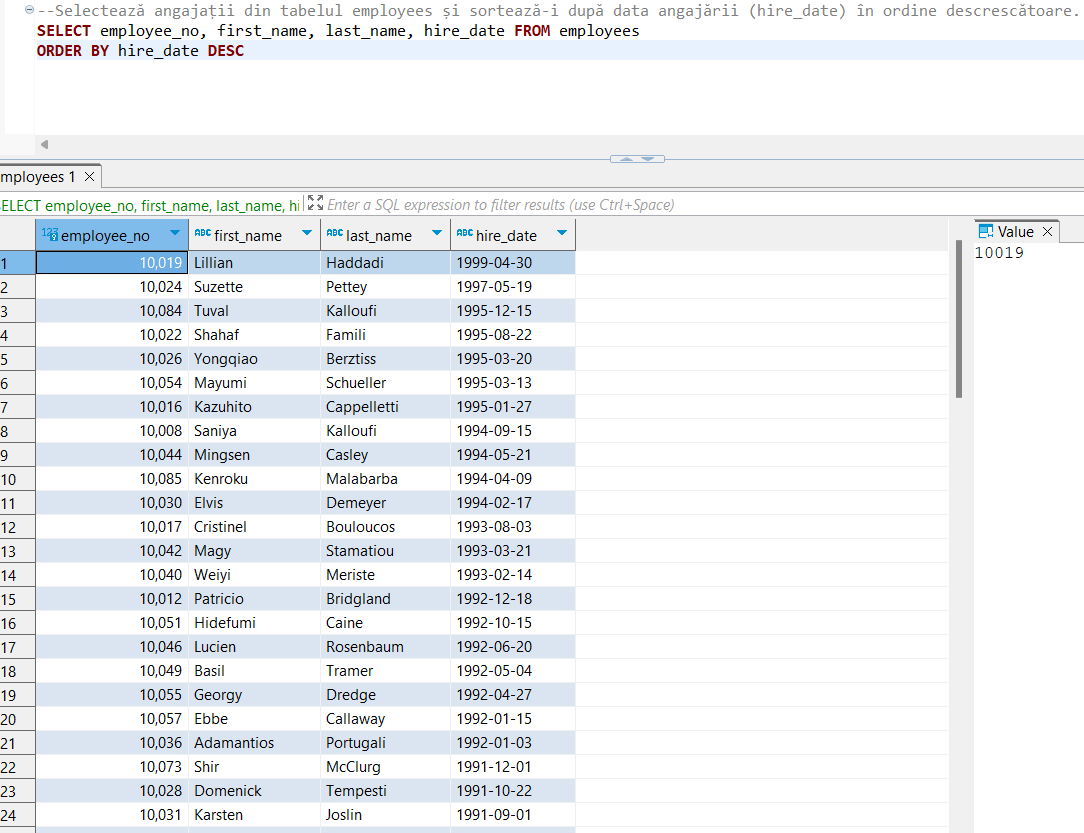 --Selectează angajații din tabelul employees și sortează-i după data angajării (hire_date) în ordine descrescătoare.
SELECT employee_no, first_name, last_name, hire_date FROM employees
ORDER BY hire_date DESC
mployees 1
ELECT employee_no, first_name, last_name, hi Enter a SQL expression to filter results (use Ctrl+Space)
123 employee_no ABC first_name ABC last_name ABC hire_date Value
1 10,019 Lillian Haddadi 1999-04-30 10019
2 10,024 Suzette Pettey 1997-05-19
3 10,084 Tuval Kalloufi 1995-12-15
4 10,022 Shahaf Famili 1995-08-22
5 10,026 Yongqiao Berztiss 1995-03-20
6 10,054 Mayumi Schueller 1995-03-13
7 10,016 Kazuhito Cappelletti 1995-01-27
8 10,008 Saniya Kalloufi 1994-09-15
9 10,044 Mingsen Casley 1994-05-21
10 10,085 Kenroku Malabarba 1994-04-09
11 10,030 Elvis Demeyer 1994-02-17
12 10,017 Cristinel Bouloucos 1993-08-03
13 10,042 Magy Stamatiou 1993-03-21
14 10,040 Weiyi Meriste 1993-02-14
15 10,012 Patricio Bridgland 1992-12-18
16 10,051 Hidefumi Caine 1992-10-15
17 10,046 Lucien Rosenbaum 1992-06-20
18 10,049 Basil Tramer 1992-05-04
19 10,055 Georgy Dredge 1992-04-27
20 10,057 Ebbe Callaway 1992-01-15
21 10,036 Adamantios Portugali 1992-01-03
22 10,073 Shir McClurg 1991-12-01
23 10,028 Domenick Tempesti 1991-10-22
24 10,031 Karsten Joslin 1991-09-01